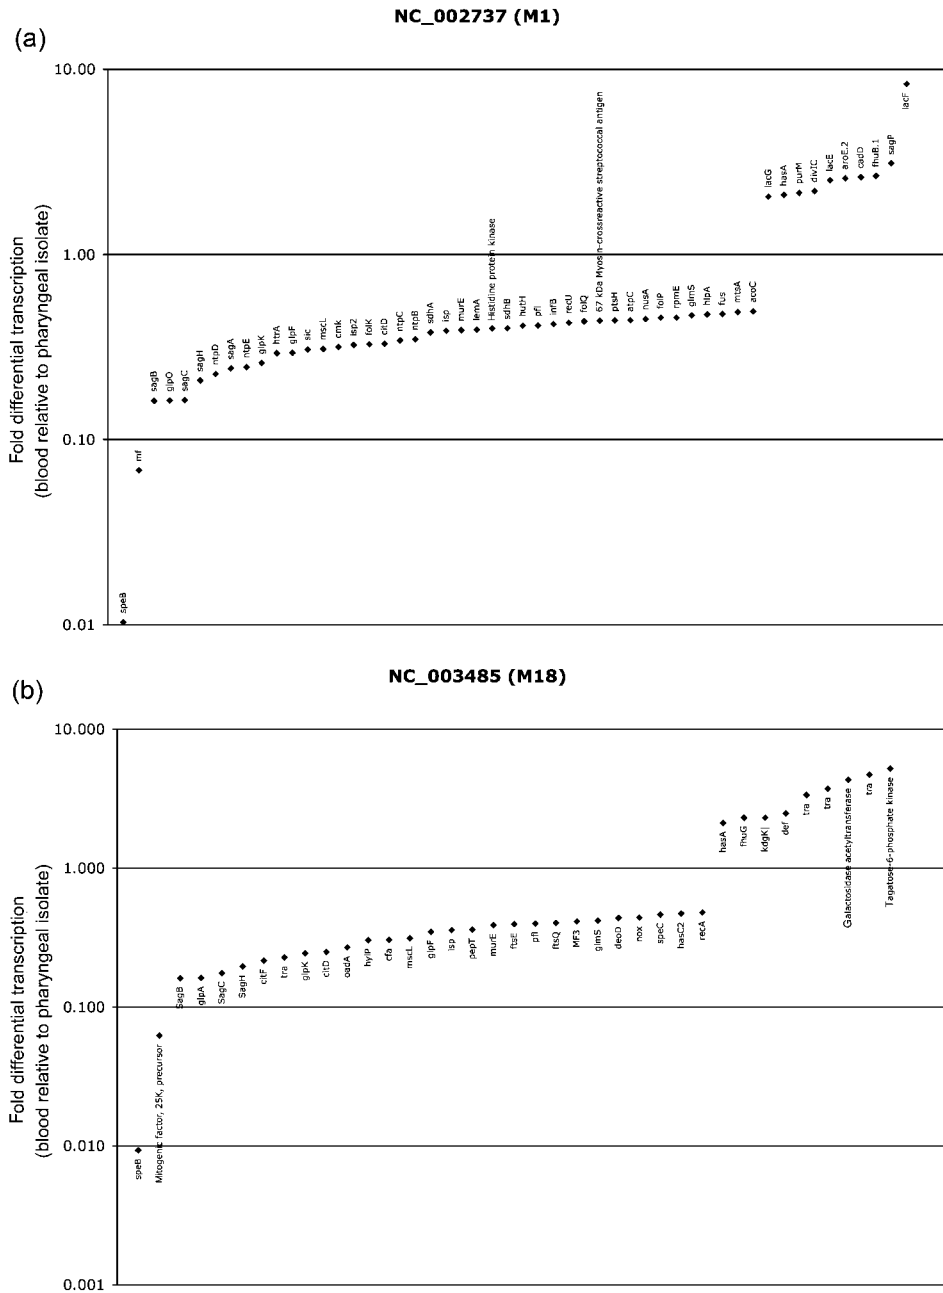 NC_002737 (M1)
(a)
10.00
1.00
0.10
0.01
Fold differential transcription
(blood relative to pharyngeal isolate)
speB
mf
sagB
glpO
sagC
sagH
ntpD
sagA
ntpE
glpK
htrA
glpF
sic
mscL
cmk
isp2
folK
citD
ntpC
ntpB
sdhA
isp
murE
lemA
Histidine protein kinase
sdhB
hutH
pfl
infB
recU
folQ
67 kDa Myosin-crossreactive streptococcal antigen
ptsH
atpC
nusA
folP
rpmE
glmS
hlpA
fus
mtsA
acoC
lacG
hasA
purM
divIC
lacE
aroE.2
cadD
fhuB.1
sagP
lacF
NC_003485 (M18)
(b)
10.000
1.000
0.100
0.010
0.001
Fold differential transcription
(blood relative to pharyngeal isolate)
speB
Mitogenic factor, 25K, precursor
SagB
glpA
SagC
SagH
citF
tra
glpK
citD
oadA
hylP
cfa
mscL
glpF
isp
pepT
murE
ftsE
pfl
ftsQ
MF3
glmS
deoD
nox
speC
hasC2
recA
hasA
fhuG
kdgK|
def
tra
tra
Galactosidase acetyltransferase
tra
Tagatose-6-phosphate kinase